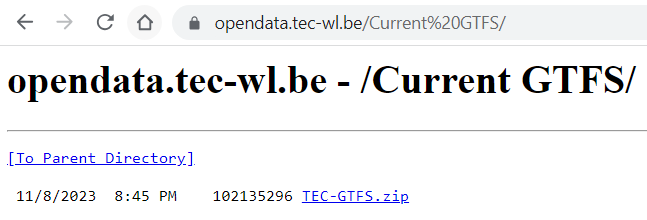 opendata.tec-wl.be/Current%20GTFS/
opendata.tec-wl.be - /Current GTFS/
[To Parent Directory]
11/8/2023  8:45 PM    102135296 TEC-GTFS.zip